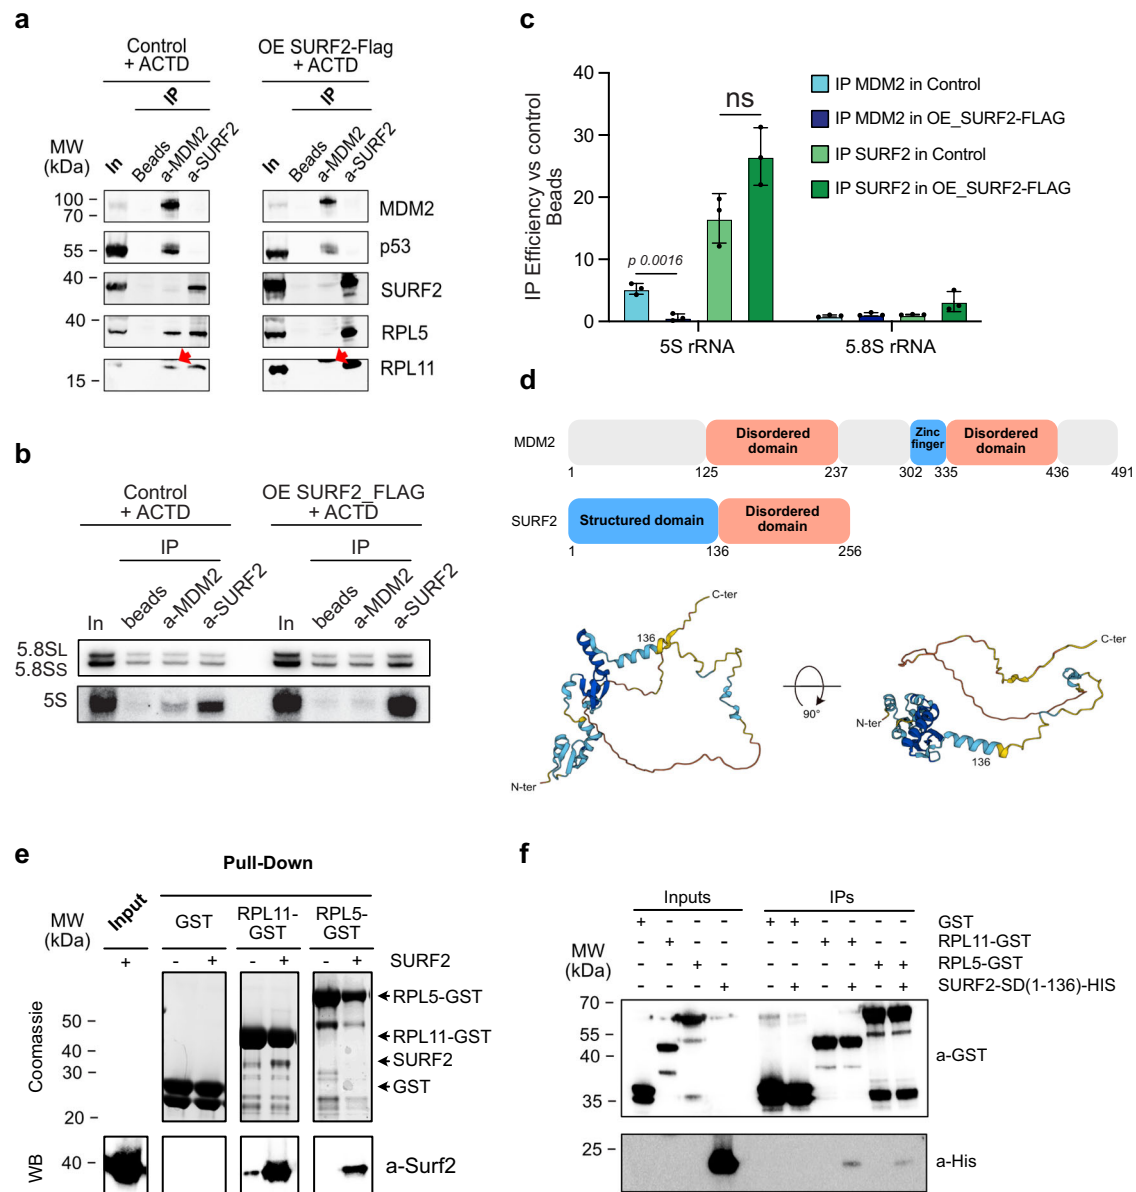 a
Control
+ ACTD
OE SURF2-Flag
+ ACTD
IP
IP
MW
(kDa)
In
Beads
a-MDM2
a-SURF2
In
Beads
a-MDM2
a-SURF2
100
70
MDM2
55
p53
40
SURF2
40
RPL5
15
RPL11
b
Control
+ ACTD
OE SURF2_FLAG
+ ACTD
IP
IP
In
beads
a-MDM2
a-SURF2
In
beads
a-MDM2
a-SURF2
5.8SL
5.8SS
5S
c
IP Efficiency vs control
Beads
40
30
20
10
0
p 0.0016
ns
5S rRNA
5.8S rRNA
IP MDM2 in Control
IP MDM2 in OE_SURF2-FLAG
IP SURF2 in Control
IP SURF2 in OE_SURF2-FLAG
d
MDM2
Disordered
domain
Zinc
finger
Disordered
domain
1 125 237 302 335 436 491
SURF2
Structured domain
Disordered
domain
1 136 256
C-ter
136
N-ter
90°
C-ter
N-ter
136
e
Pull-Down
MW
(kDa)
Input
GST
RPL11-
GST
RPL5-
GST
+ - + - + - + SURF2
Coomassie
50
40
30
20
RPL5-GST
RPL11-GST
SURF2
GST
WB
40
a-Surf2
f
Inputs
IPs
+ - - - + + - - - - GST
- + - - - - + + - - RPL11-GST
- - + - - - - - + + RPL5-GST
- - - + - + - + - + SURF2-SD(1-136)-HIS
MW
(kDa)
70
55
40
35
a-GST
25
a-His